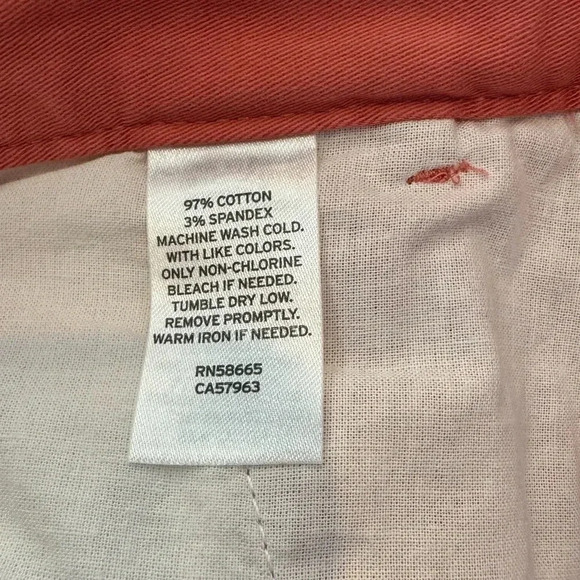 97% COTTON
3% SPANDEX
MACHINE WASH COLD.
WITH LIKE COLORS.
ONLY NON-CHLORINE
BLEACH IF NEEDED.
TUMBLE DRY LOW.
REMOVE PROMPTLY.
WARM IRON IF NEEDED.
RN58665
CA57963